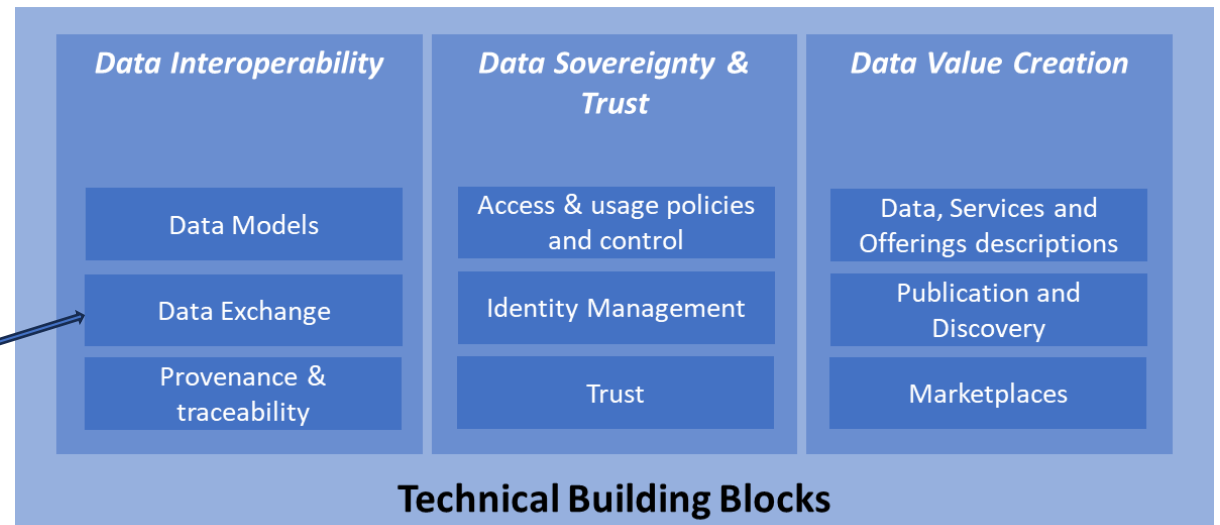 Data Interoperability
Data Models
Data Exchange
Provenance &
traceability
Data Sovereignty &
Trust
Access & usage policies
and control
Identity Management
Trust
Data Value Creation
Data, Services and
Offerings descriptions
Publication and
Discovery
Marketplaces
Technical Building Blocks